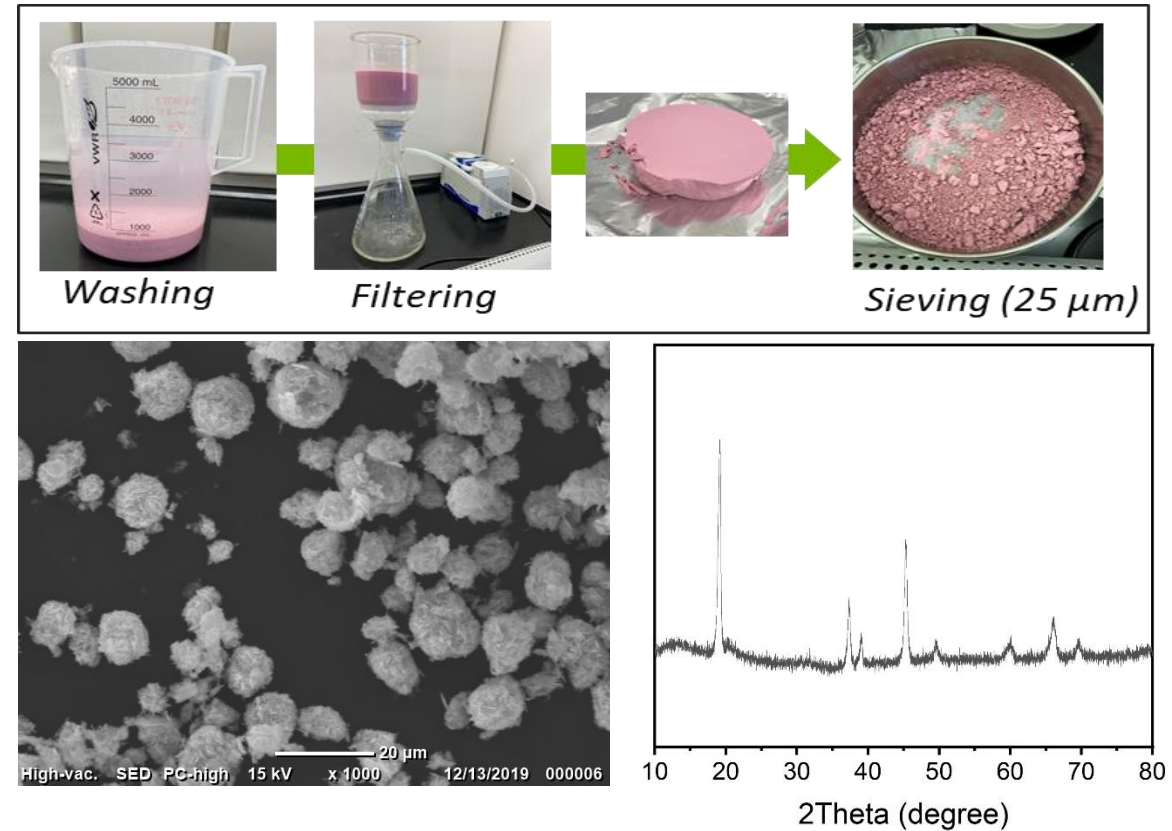 5000 mL
4000
3000
2000
1000
VWR
Washing
Filtering
Sieving (25 μm)
20 μm
High-vac. SED PC-high 15 kV x 1000 12/13/2019 000006
10 20 30 40 50 60 70 80
2Theta (degree)